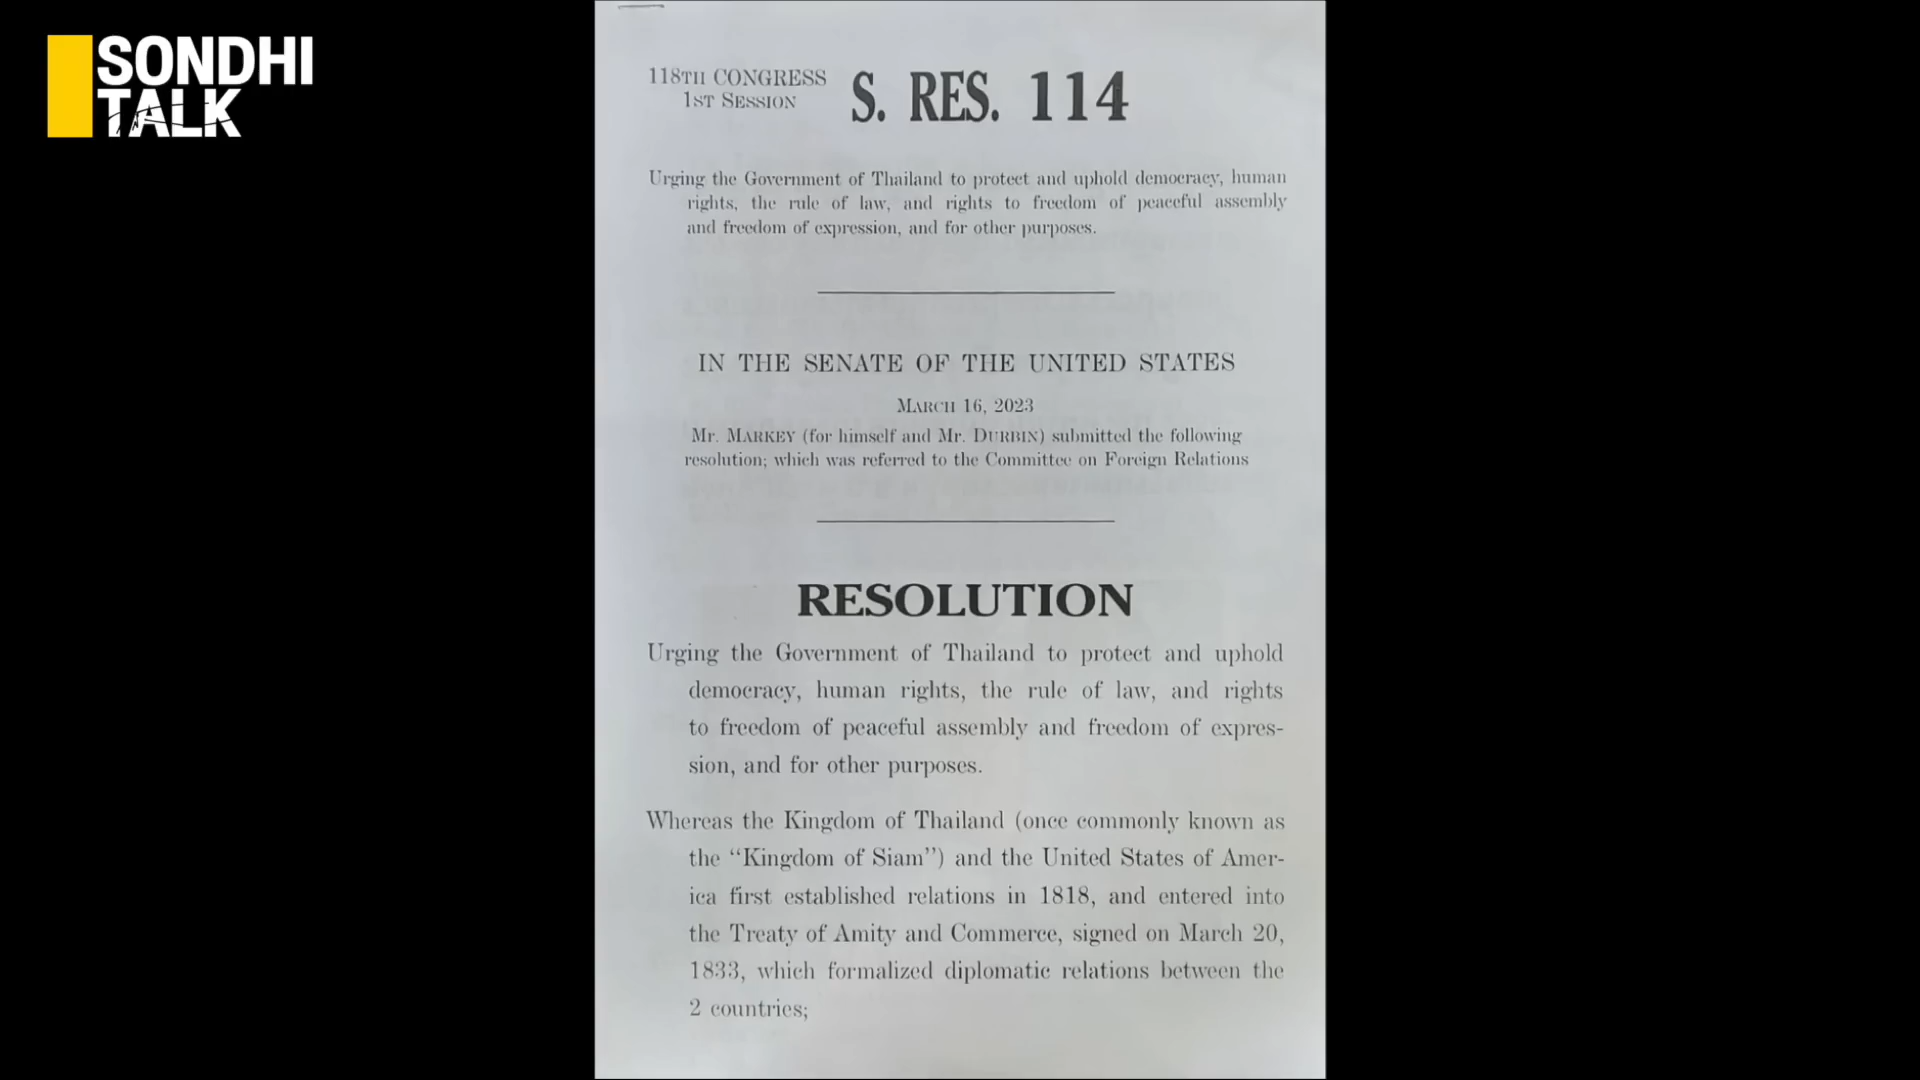 SONDHI
TALK
118TH CONGRESS
1ST SESSION
S. RES. 114
Urging the Government of Thailand to protect and uphold democracy, human
rights, the rule of law, and rights to freedom of peaceful assembly
and freedom of expression, and for other purposes.
IN THE SENATE OF THE UNITED STATES
MARCH 16, 2023
Mr. MARKEY (for himself and Mr. DURBIN) submitted the following
resolution; which was referred to the Committee on Foreign Relations
RESOLUTION
Urging the Government of Thailand to protect and uphold
democracy, human rights, the rule of law, and rights
to freedom of peaceful assembly and freedom of expres-
sion, and for other purposes.
Whereas the Kingdom of Thailand (once commonly known as
the “Kingdom of Siam”) and the United States of Amer-
ica first established relations in 1818, and entered into
the Treaty of Amity and Commerce, signed on March 20,
1833, which formalized diplomatic relations between the
2 countries;